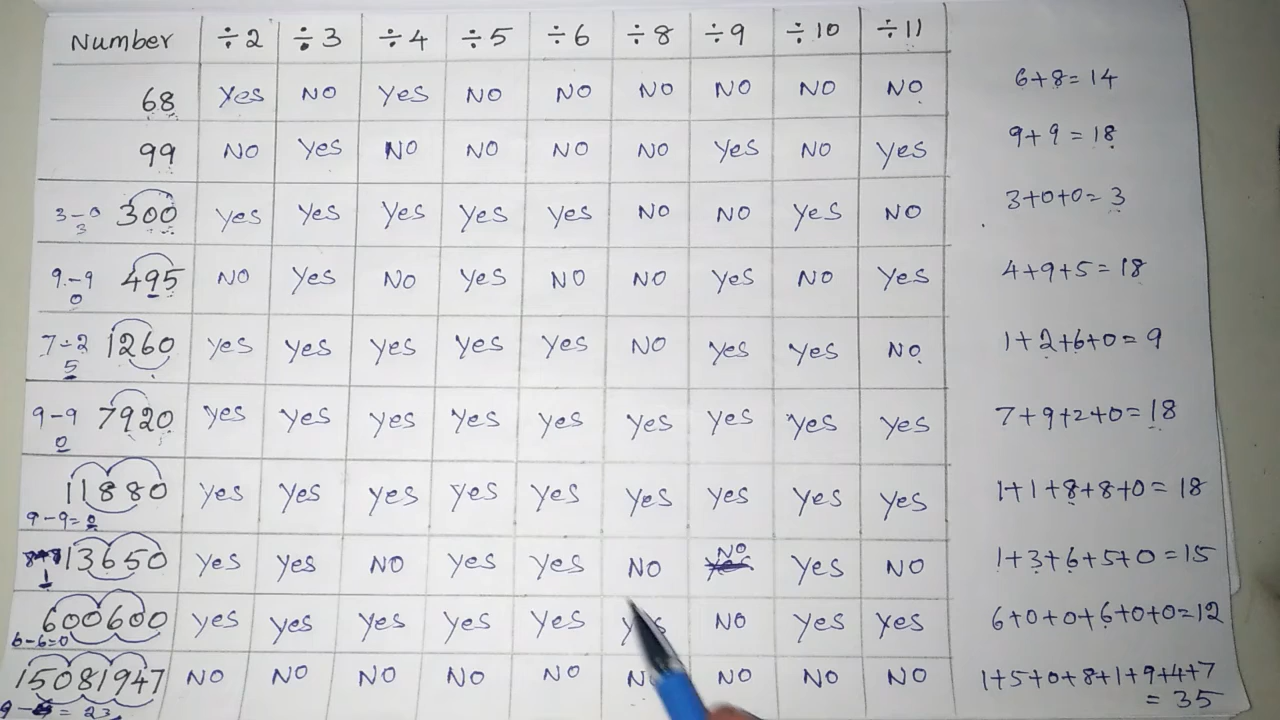 Number ÷2 ÷3 ÷4 ÷5 ÷6 ÷8 ÷9 ÷10 ÷11
68 Yes NO Yes NO NO NO NO NO NO 6+8=14
99 NO Yes NO NO NO NO Yes NO Yes 9+9=18
3-0 300 Yes Yes Yes Yes Yes NO NO Yes NO 3+0+0=3
3
9-9 495 NO Yes NO Yes NO NO Yes NO Yes 4+9+5=18
0
7-2 1260 Yes Yes Yes Yes Yes NO Yes Yes NO 1+2+6+0=9
5
9-9 7920 Yes Yes Yes Yes Yes Yes Yes Yes Yes 7+9+2+0=18
0
11880 Yes Yes Yes Yes Yes Yes Yes Yes Yes 1+1+8+8+0=18
9-9=0
13650 Yes Yes NO Yes Yes NO NO Yes NO 1+3+6+5+0=15
1
600600 Yes Yes Yes Yes Yes Yes NO Yes Yes 6+0+0+6+0+0=12
6-6=0
15081947 NO NO NO NO NO NO NO NO 1+5+0+8+1+9+4+7
= 35